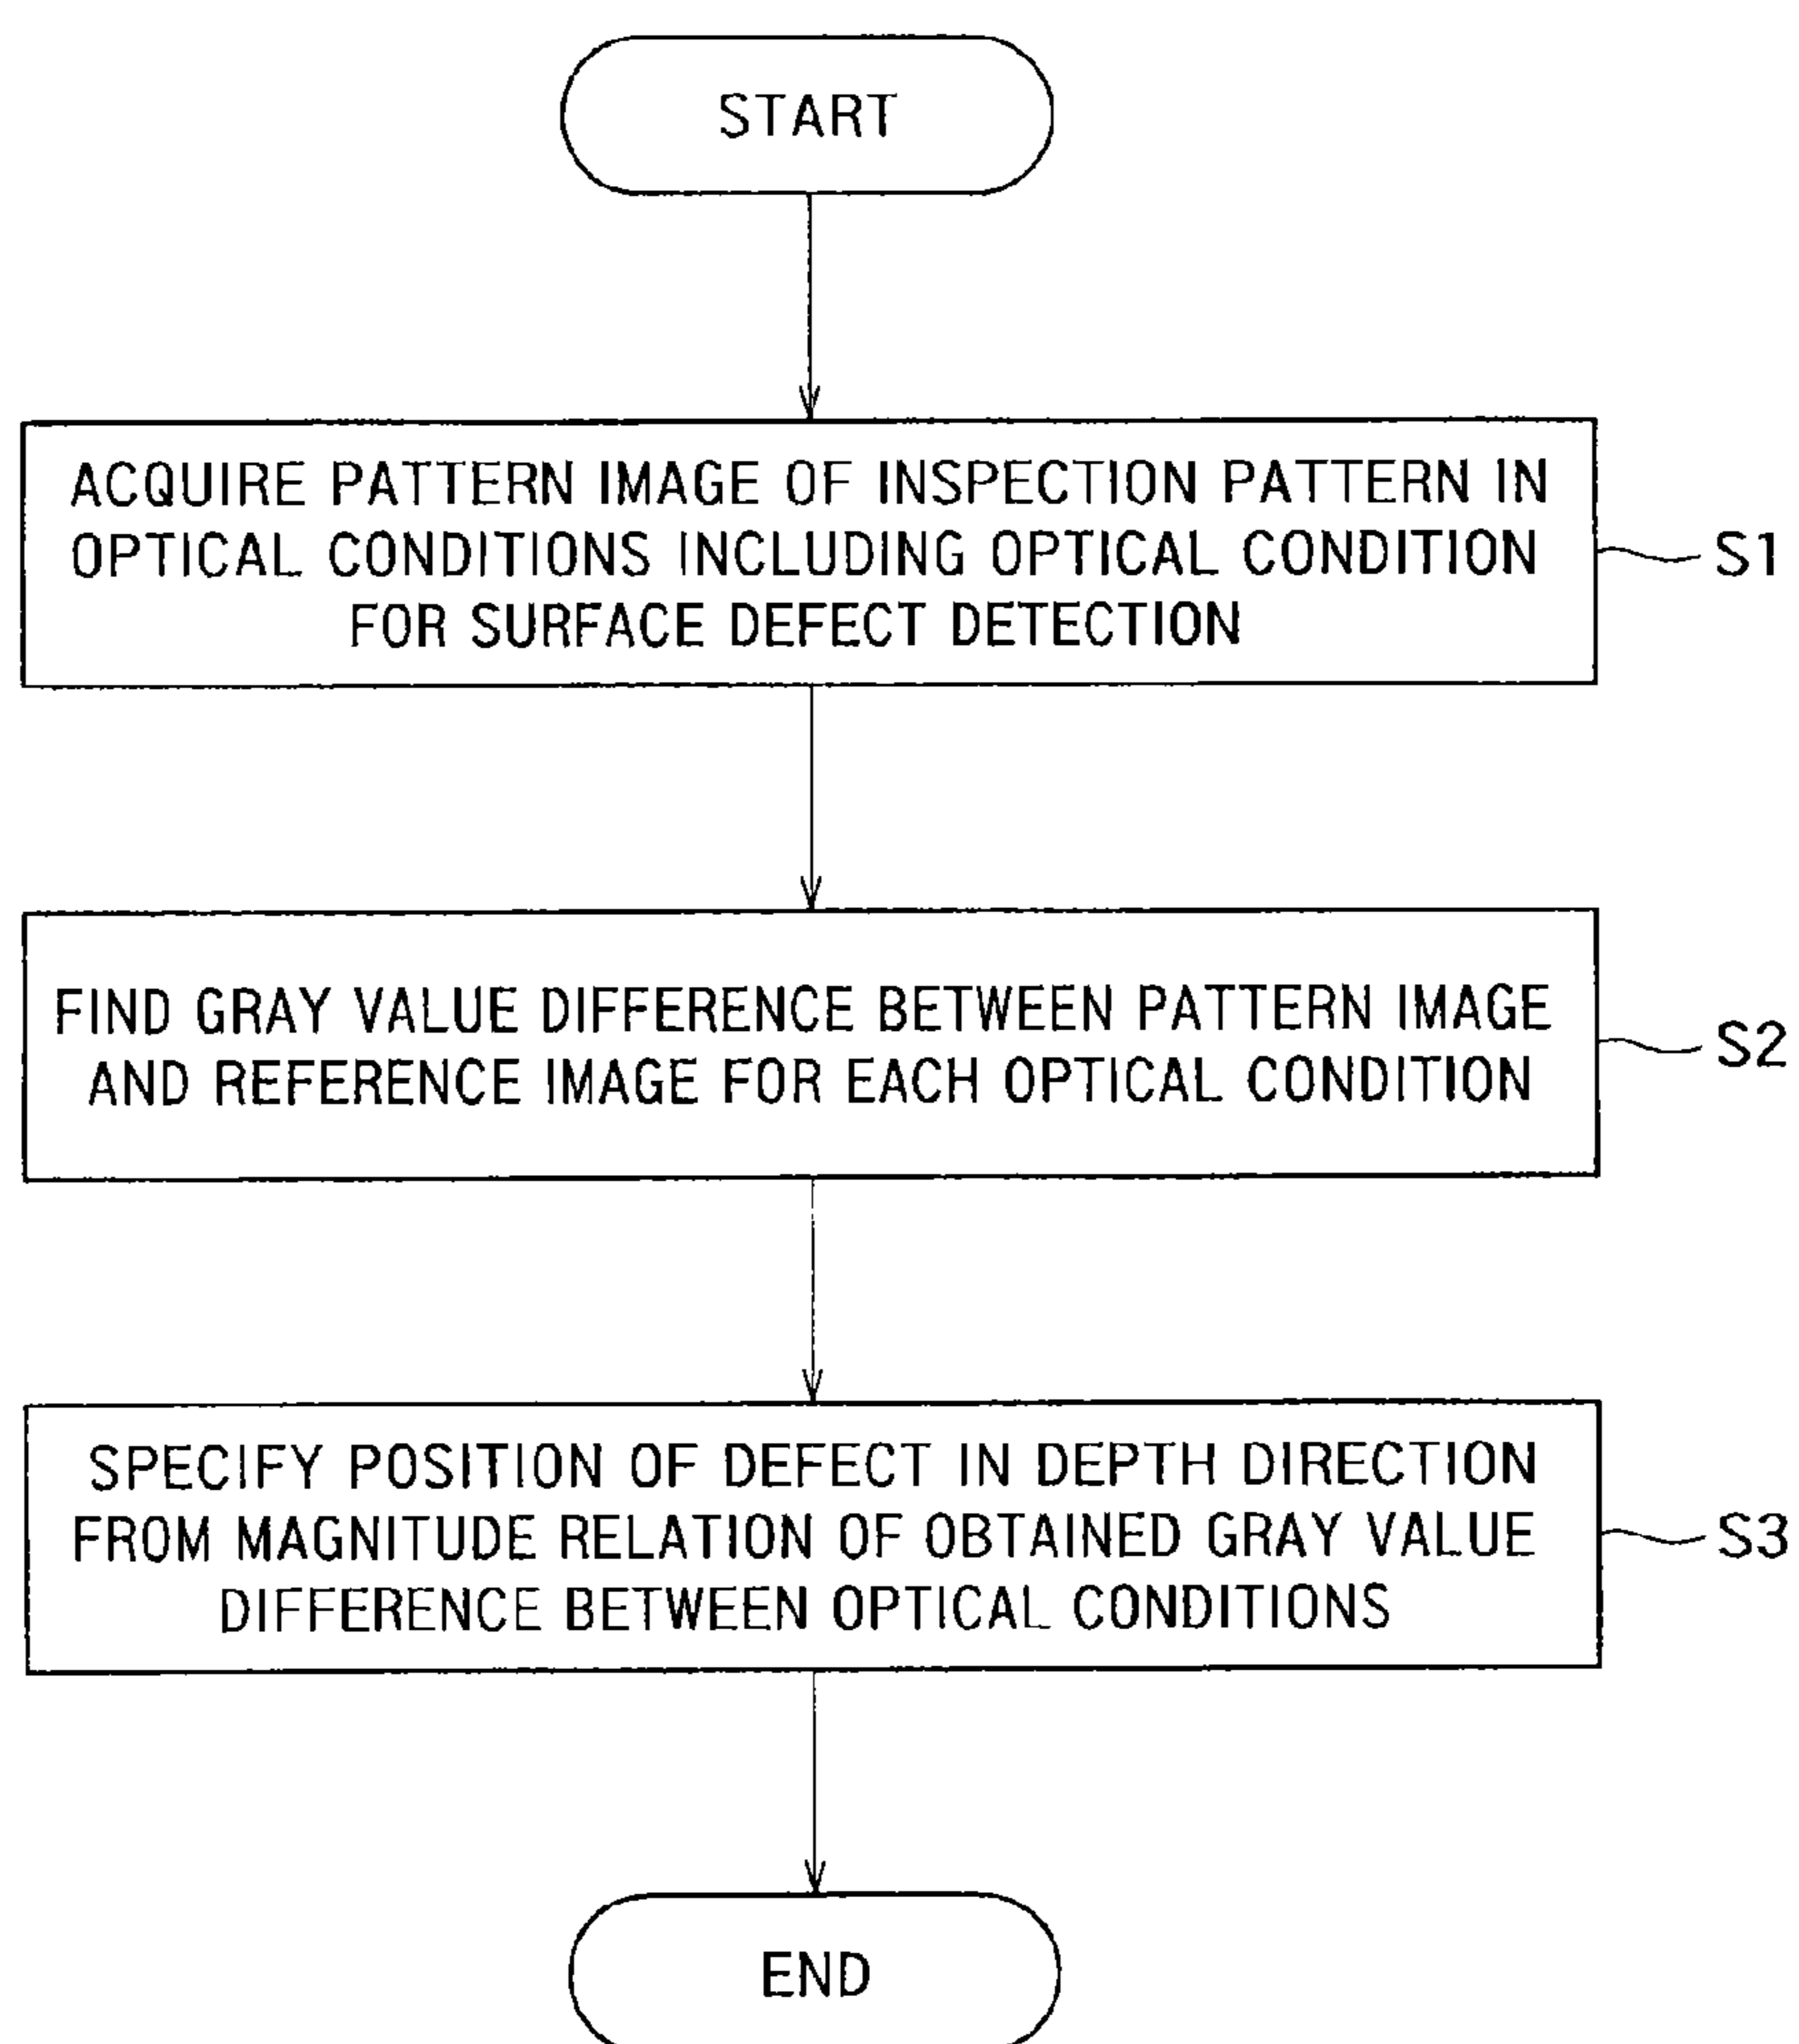 START
ACQUIRE PATTERN IMAGE OF INSPECTION PATTERN IN
OPTICAL CONDITIONS INCLUDING OPTICAL CONDITION
FOR SURFACE DEFECT DETECTION
S1
FIND GRAY VALUE DIFFERENCE BETWEEN PATTERN IMAGE
AND REFERENCE IMAGE FOR EACH OPTICAL CONDITION
S2
SPECIFY POSITION OF DEFECT IN DEPTH DIRECTION
FROM MAGNITUDE RELATION OF OBTAINED GRAY VALUE
DIFFERENCE BETWEEN OPTICAL CONDITIONS
S3
END